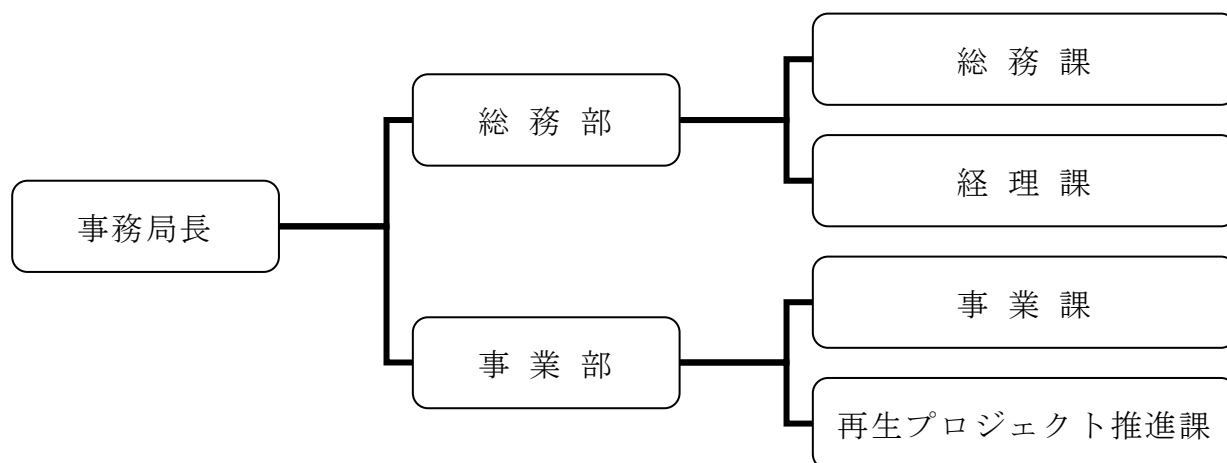 事務局長
総 務 部
事 業 部
総 務 課
経 理 課
事 業 課
再生プロジェクト推進課